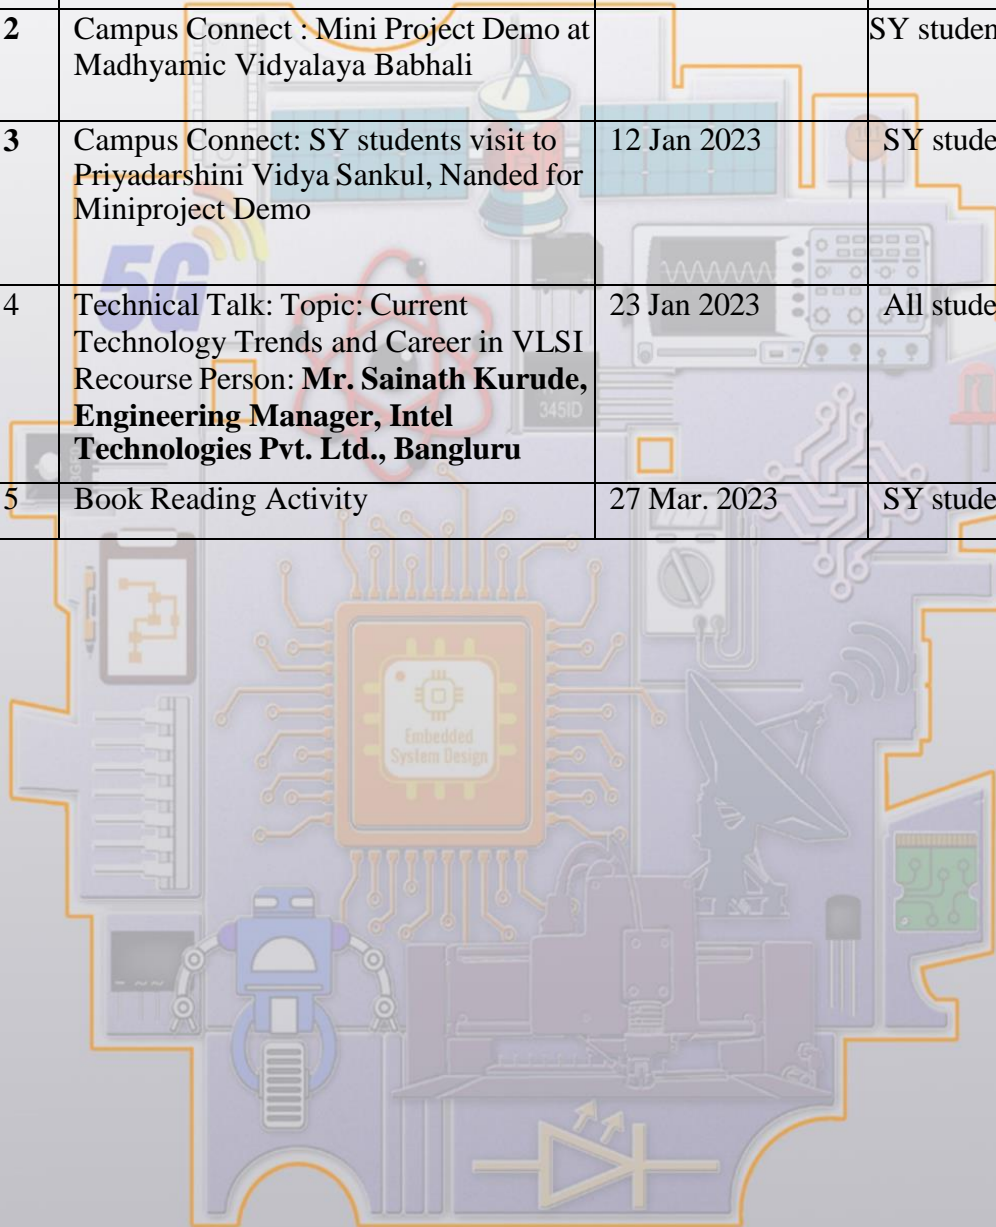 2 Campus Connect : Mini Project Demo at SY studen
Madhyamic Vidyalaya Babhali
3 Campus Connect: SY students visit to 12 Jan 2023 SY stude
Priyadarshini Vidya Sankul, Nanded for
Miniproject Demo
4 Technical Talk: Topic: Current 23 Jan 2023 All stude
Technology Trends and Career in VLSI
Recourse Person: Mr. Sainath Kurude,
Engineering Manager, Intel
Technologies Pvt. Ltd., Bangluru
5 Book Reading Activity 27 Mar. 2023 SY stude
5G
345ID
Embedded
System Design